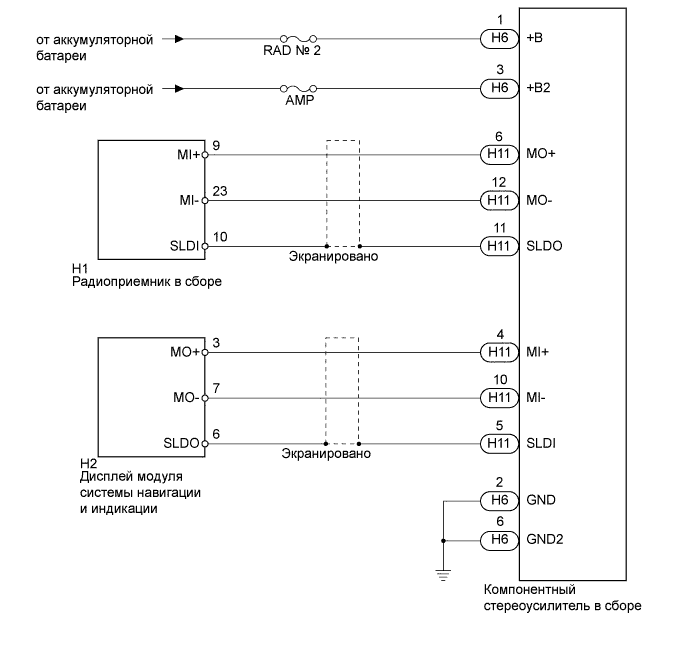 1
от аккумуляторной
батареи
RAD № 2
H6
+B
3
от аккумуляторной
батареи
AMP
H6
+B2
MI+
9
6
H11
MO+
MI-
23
12
H11
MO-
SLDI
10
11
H11
SLDO
Экранировано
H1
Радиоприемник в сборе
MO+
3
4
H11
MI+
MO-
7
10
H11
MI-
SLDO
6
5
H11
SLDI
Экранировано
H2
Дисплей модуля
системы навигации
и индикации
2
H6
GND
6
H6
GND2
Компонентный
стереоусилитель в сборе